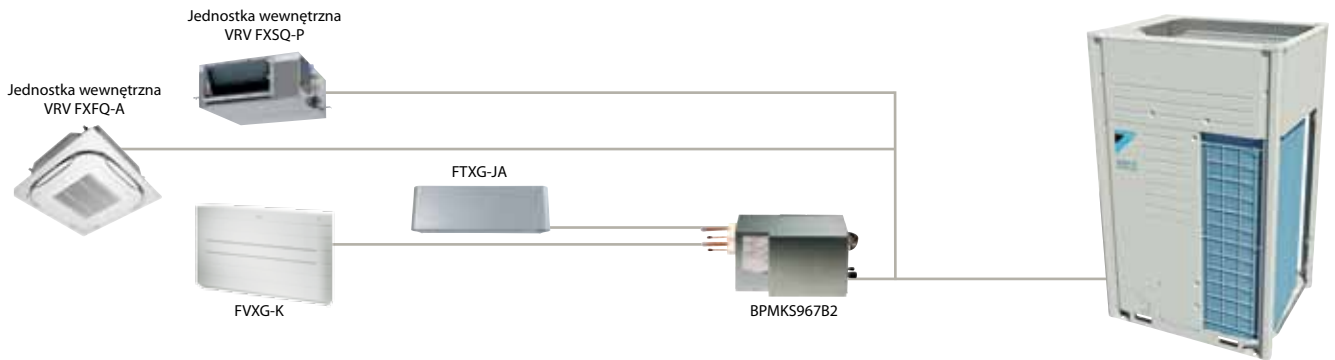 Jednostka wewnętrzna
VRV FXSQ-P
Jednostka wewnętrzna
VRV FXFQ-A
FTXG-JA
FVXG-K
BPMKS967B2